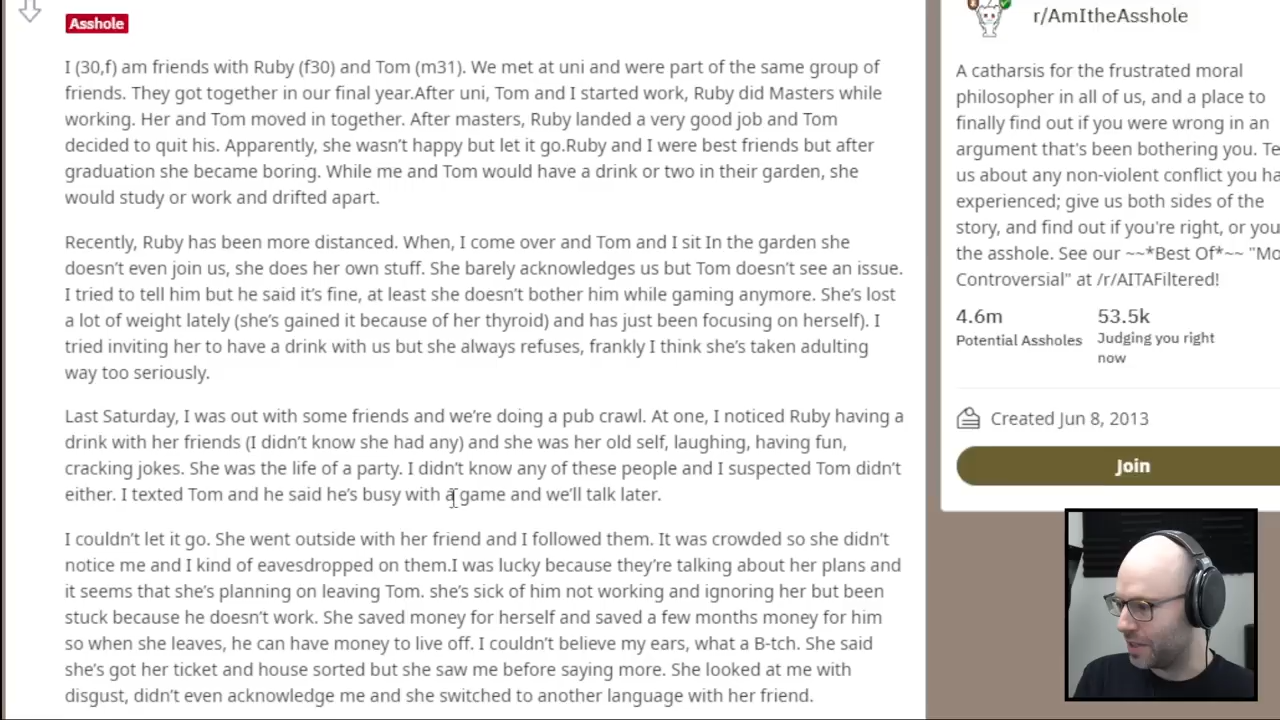 Asshole
I (30,f) am friends with Ruby (f30) and Tom (m31). We met at uni and were part of the same group of
friends. They got together in our final year.After uni, Tom and I started work, Ruby did Masters while
working. Her and Tom moved in together. After masters, Ruby landed a very good job and Tom
decided to quit his. Apparently, she wasn't happy but let it go.Ruby and I were best friends but after
graduation she became boring. While me and Tom would have a drink or two in their garden, she
would study or work and drifted apart.
Recently, Ruby has been more distanced. When, I come over and Tom and I sit In the garden she
doesn't even join us, she does her own stuff. She barely acknowledges us but Tom doesn't see an issue.
I tried to tell him but he said it's fine, at least she doesn't bother him while gaming anymore. She's lost
a lot of weight lately (she's gained it because of her thyroid) and has just been focusing on herself). I
tried inviting her to have a drink with us but she always refuses, frankly I think she's taken adulting
way too seriously.
Last Saturday, I was out with some friends and we're doing a pub crawl. At one, I noticed Ruby having a
drink with her friends (I didn't know she had any) and she was her old self, laughing, having fun,
cracking jokes. She was the life of a party. I didn't know any of these people and I suspected Tom didn't
either. I texted Tom and he said he's busy with a game and we'll talk later.
I couldn't let it go. She went outside with her friend and I followed them. It was crowded so she didn't
notice me and I kind of eavesdropped on them.I was lucky because they're talking about her plans and
it seems that she's planning on leaving Tom. she's sick of him not working and ignoring her but been
stuck because he doesn't work. She saved money for herself and saved a few months money for him
so when she leaves, he can have money to live off. I couldn't believe my ears, what a B-tch. She said
she's got her ticket and house sorted but she saw me before saying more. She looked at me with
disgust, didn't even acknowledge me and she switched to another language with her friend.
r/AmItheAsshole
A catharsis for the frustrated moral
philosopher in all of us, and a place to
finally find out if you were wrong in an
argument that's been bothering you. Te
us about any non-violent conflict you ha
experienced; give us both sides of the
story, and find out if you're right, or you
the asshole. See our ~~*Best Of*~~ "Mo
Controversial" at /r/AITAFiltered!
4.6m 53.5k
Potential Assholes Judging you right
now
Created Jun 8, 2013
Join